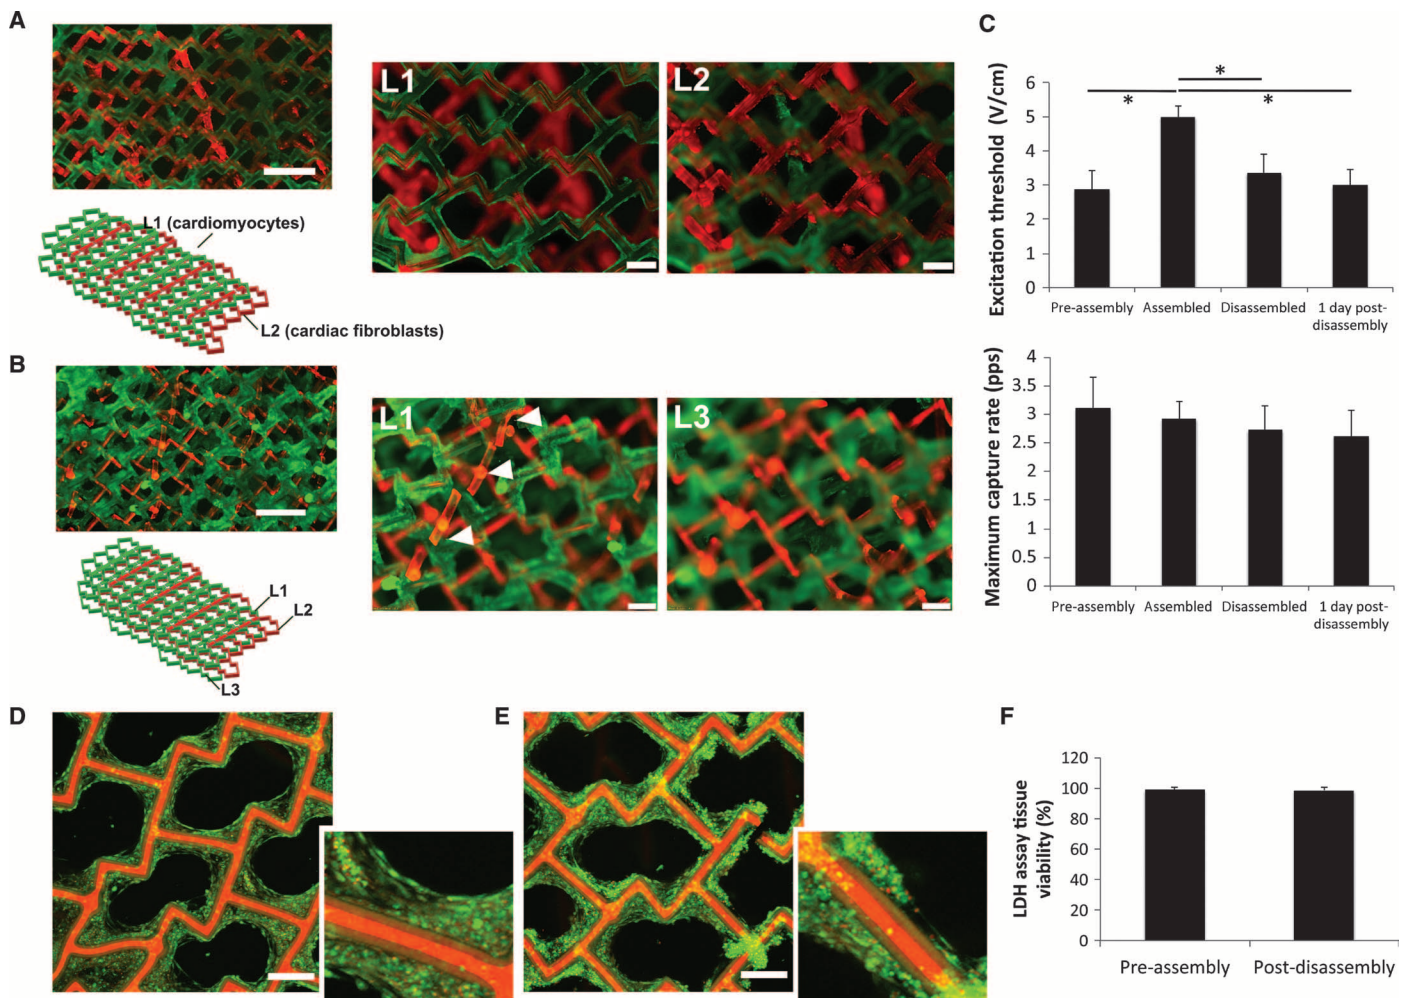 A
L1 (cardiomyocytes)
L2 (cardiac fibroblasts)
L1
L2
B
L1
L2
L3
L1
L3
C
Excitation threshold (V/cm)
6
5
4
3
2
1
0
*
*
*
Pre-assembly
Assembled
Disassembled
1 day post-
disassembly
Maximum capture rate (pps)
4
3.5
3
2.5
2
1.5
1
0.5
0
Pre-assembly
Assembled
Disassembled
1 day post-
disassembly
D
E
F
LDH assay tissue
viability (%)
120
100
80
60
40
20
0
Pre-assembly
Post-disassembly